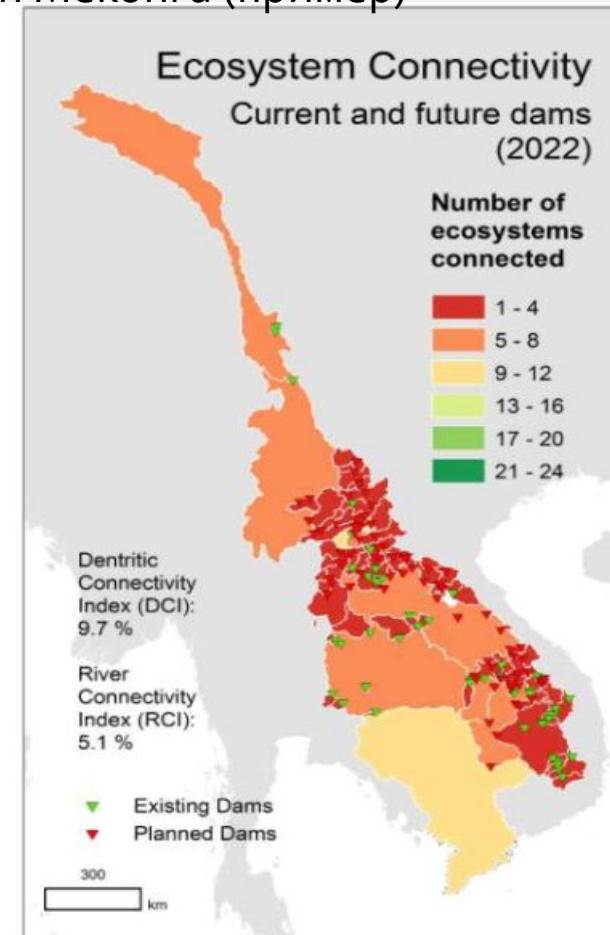 Меконга (пример)
Ecosystem Connectivity
Current and future dams
(2022)
Number of
ecosystems
connected
1 - 4
5 - 8
9 - 12
13 - 16
17 - 20
21 - 24
Dentritic
Connectivity
Index (DCI):
9.7 %
River
Connectivity
Index (RCI):
5.1 %
Existing Dams
Planned Dams
300
km